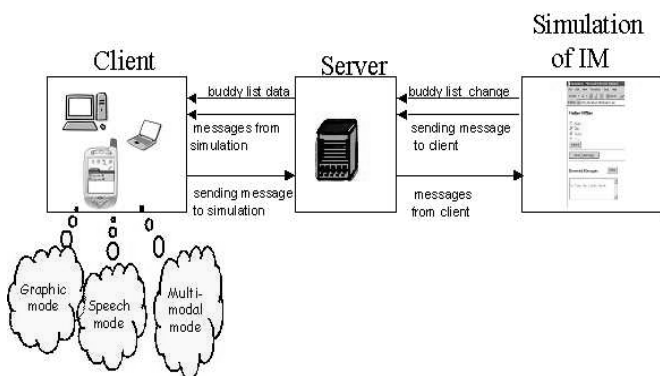 Simulation
of IM
Client
Server
buddy list data
messages from
simulation
sending message
to simulation
buddy list change
sending message
to client
messages
from client
Graphic
mode
Speech
mode
Multi-
modal
mode